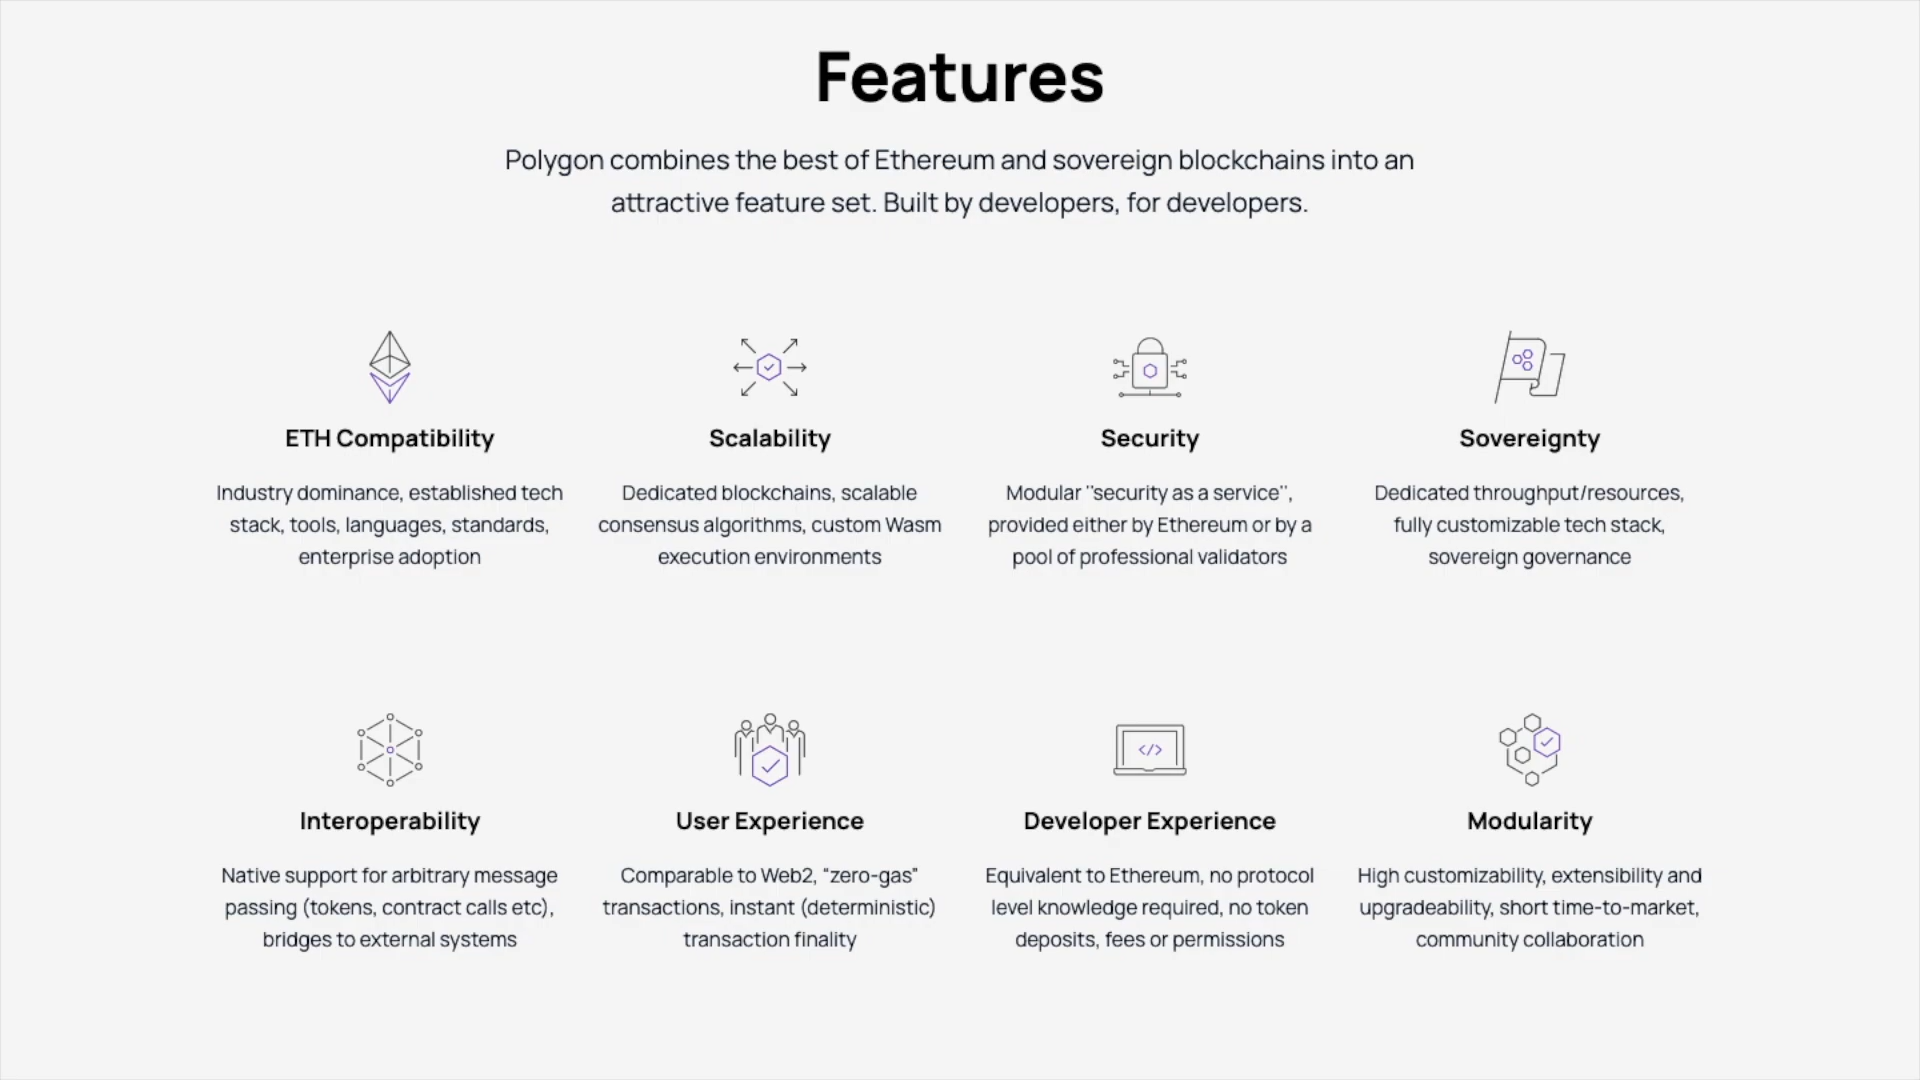 Features
Polygon combines the best of Ethereum and sovereign blockchains into an
attractive feature set. Built by developers, for developers.
ETH Compatibility
Industry dominance, established tech
stack, tools, languages, standards,
enterprise adoption
Scalability
Dedicated blockchains, scalable
consensus algorithms, custom Wasm
execution environments
Security
Modular "security as a service",
provided either by Ethereum or by a
pool of professional validators
Sovereignty
Dedicated throughput/resources,
fully customizable tech stack,
sovereign governance
Interoperability
Native support for arbitrary message
passing (tokens, contract calls etc),
bridges to external systems
User Experience
Comparable to Web2, “zero-gas”
transactions, instant (deterministic)
transaction finality
</>
Developer Experience
Equivalent to Ethereum, no protocol
level knowledge required, no token
deposits, fees or permissions
Modularity
High customizability, extensibility and
upgradeability, short time-to-market,
community collaboration